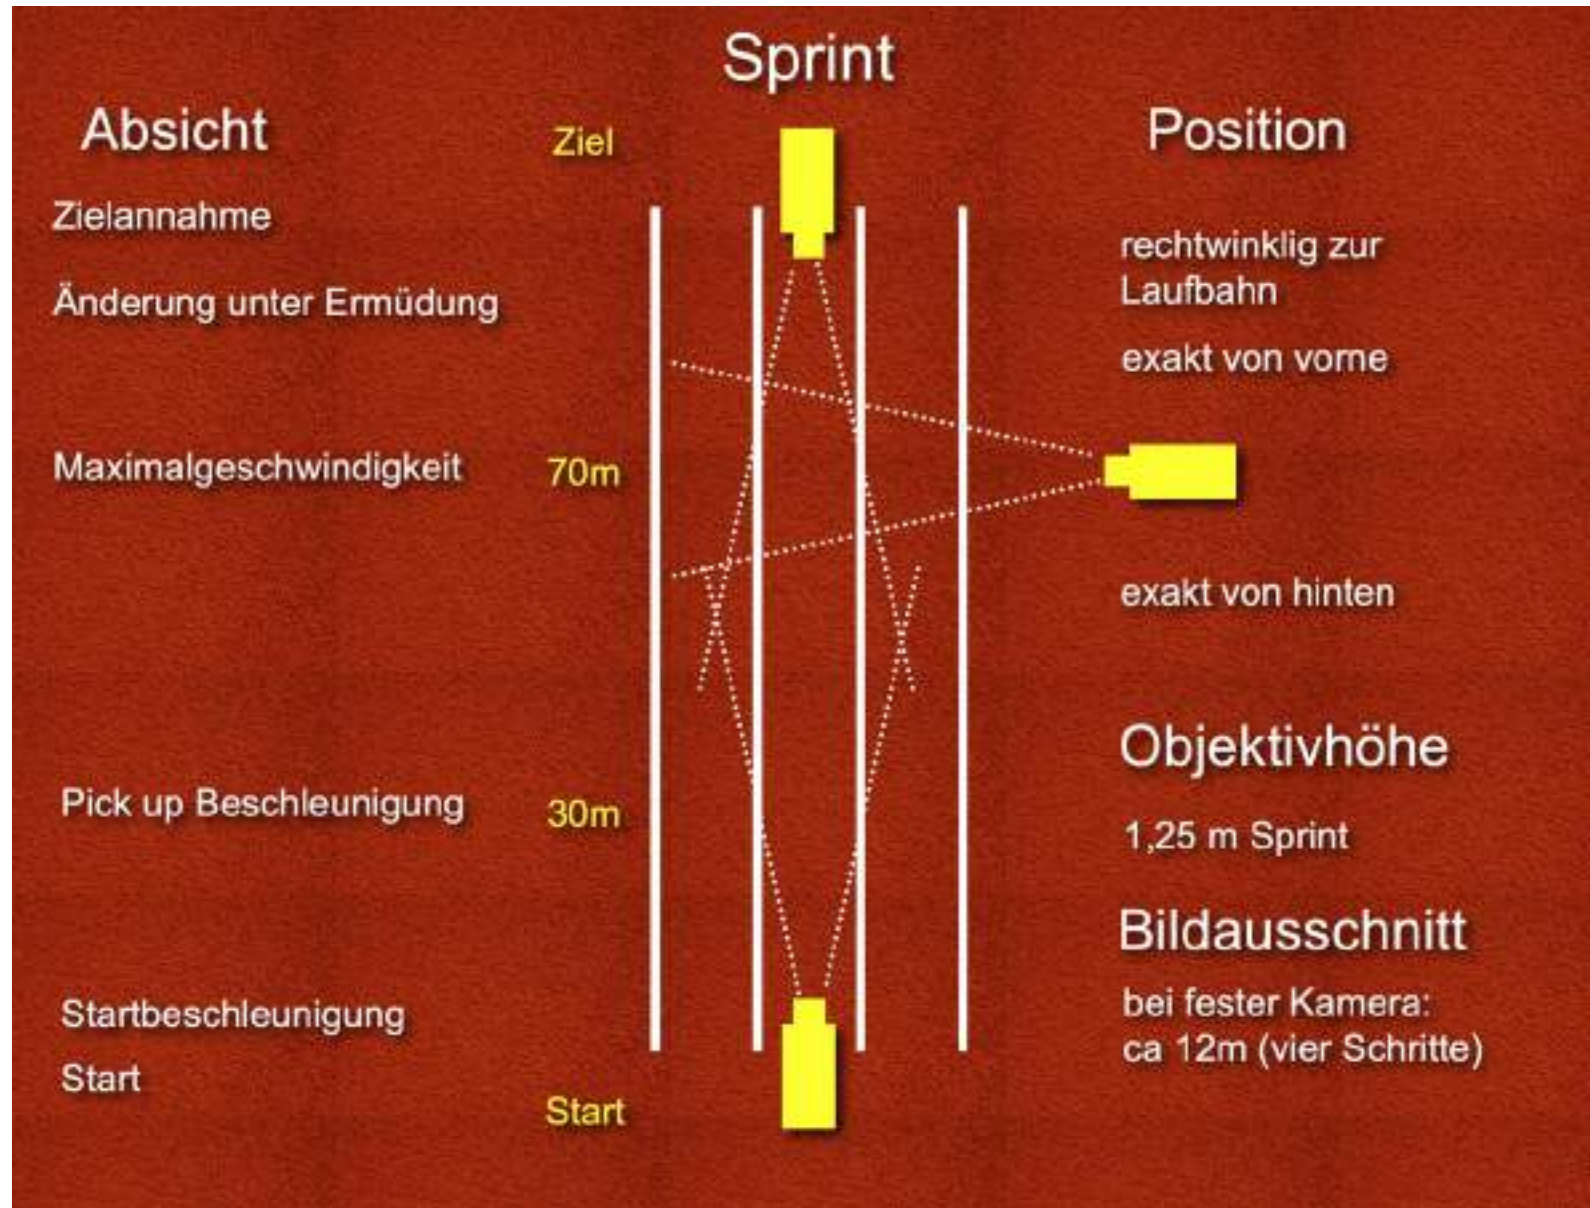 Sprint
Absicht
Zielannahme
Änderung unter Ermüdung
Maximalgeschwindigkeit
Pick up Beschleunigung
Startbeschleunigung
Start
Ziel
70m
30m
Start
Position
rechtwinklig zur
Laufbahn
exakt von vorne
exakt von hinten
Objektivhöhe
1,25 m Sprint
Bildausschnitt
bei fester Kamera:
ca 12m (vier Schritte)